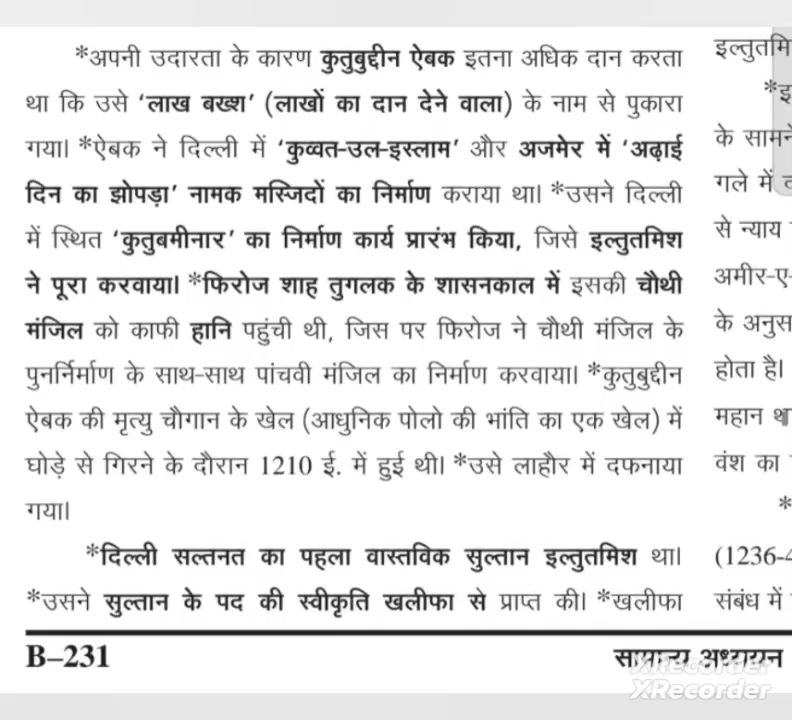 *अपनी उदारता के कारण कुतुबुद्दीन ऐबक इतना अधिक दान करता
था कि उसे ‘लाख बख्श’ (लाखों का दान देने वाला) के नाम से पुकारा
गया। *ऐबक ने दिल्ली में ‘कुव्वत-उल-इस्लाम’ और अजमेर में ‘अढ़ाई
दिन का झोपड़ा’ नामक मस्जिदों का निर्माण कराया था। *उसने दिल्ली
में स्थित ‘कुतुबमीनार’ का निर्माण कार्य प्रारंभ किया, जिसे इल्तुतमिश
ने पूरा करवाया। *फिरोज शाह तुगलक के शासनकाल में इसकी चौथी
मंजिल को काफी हानि पहुंची थी, जिस पर फिरोज ने चौथी मंजिल के
पुनर्निर्माण के साथ-साथ पांचवी मंजिल का निर्माण करवाया। *कुतुबुद्दीन
ऐबक की मृत्यु चौगान के खेल (आधुनिक पोलो की भांति का एक खेल) में
घोड़े से गिरने के दौरान 1210 ई. में हुई थी। *उसे लाहौर में दफनाया
गया।
*दिल्ली सल्तनत का पहला वास्तविक सुल्तान इल्तुतमिश था।
*उसने सुल्तान के पद की स्वीकृति खलीफा से प्राप्त की। *खलीफा
B–231
के
गले में
से न्याय
अमीर-ए-
के
होता है।
महान
वंश का
*
(1236-4
संबंध में
सामान्य अध्ययन
XRecorder
XRecorder